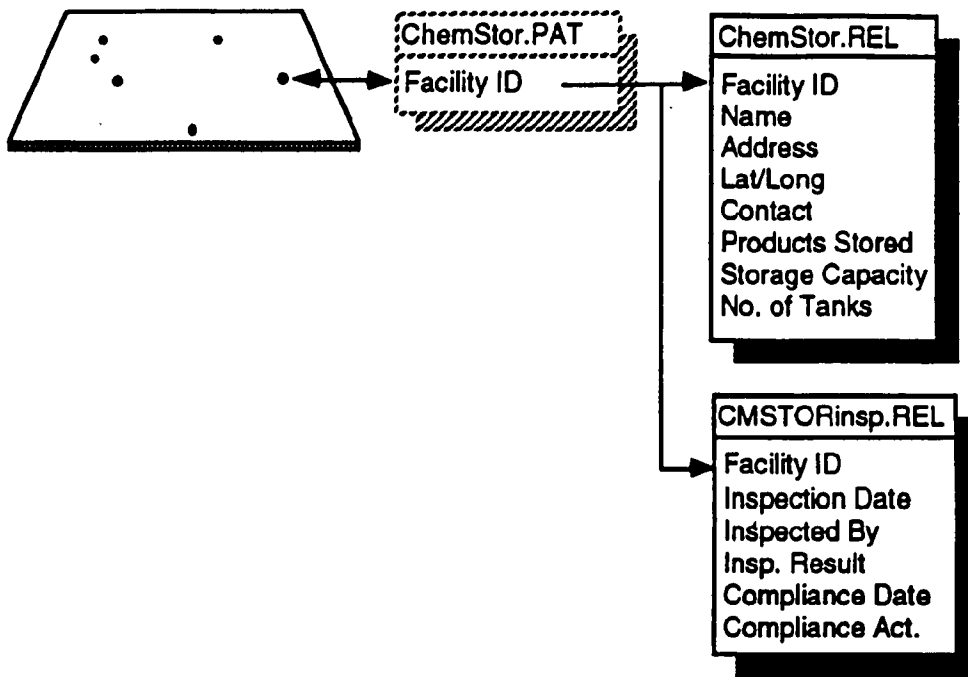 ChemStor.PAT
Facility ID
ChemStor.REL
Facility ID
Name
Address
Lat/Long
Contact
Products Stored
Storage Capacity
No. of Tanks
CMSTORinsp.REL
Facility ID
Inspection Date
Inspected By
Insp. Result
Compliance Date
Compliance Act.